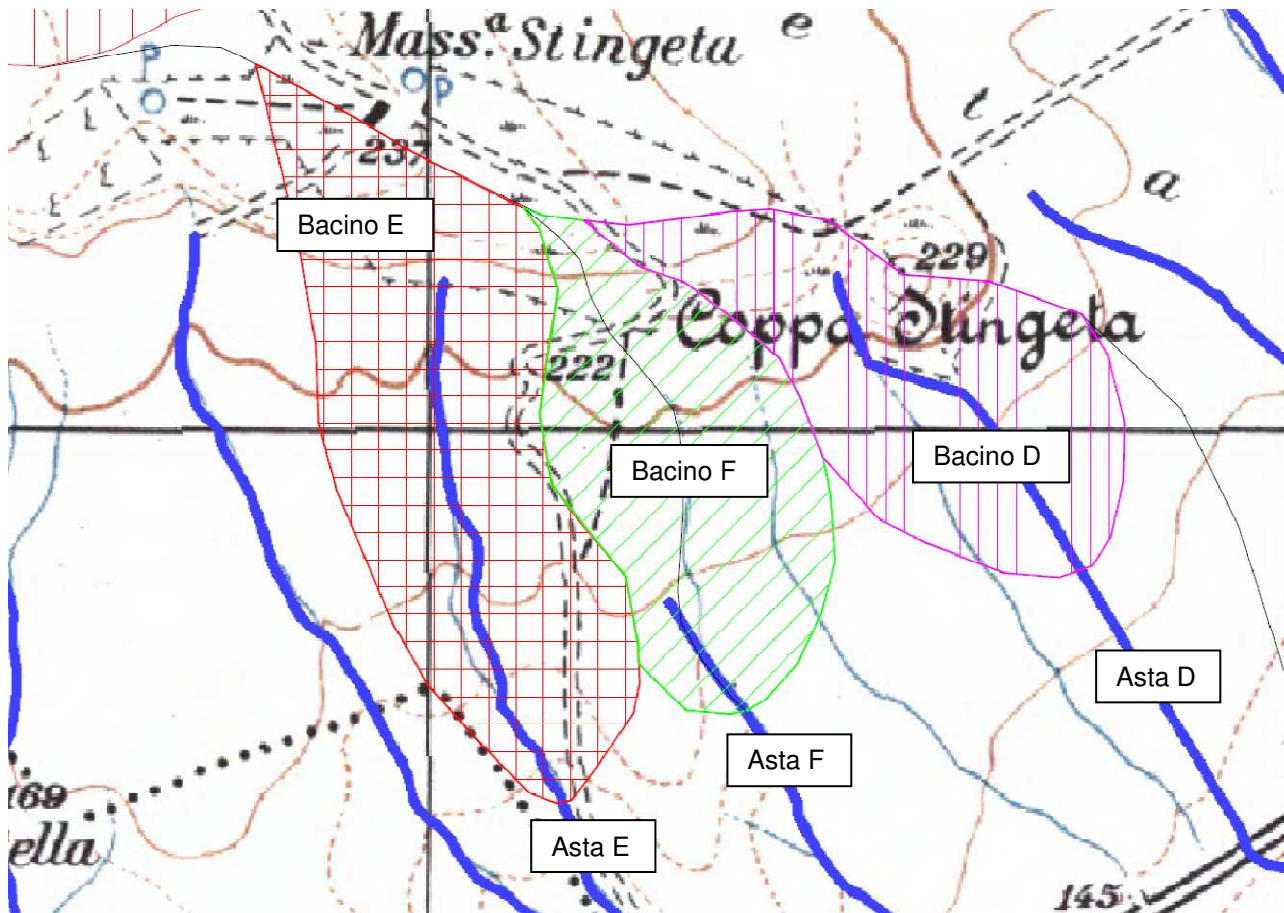 Mass.ª Stingeta
e
P
P
t
237
a
Bacino E
229
Coppa Stingeta
222
Bacino F
Bacino D
Asta D
Asta F
169
ella
Asta E
145